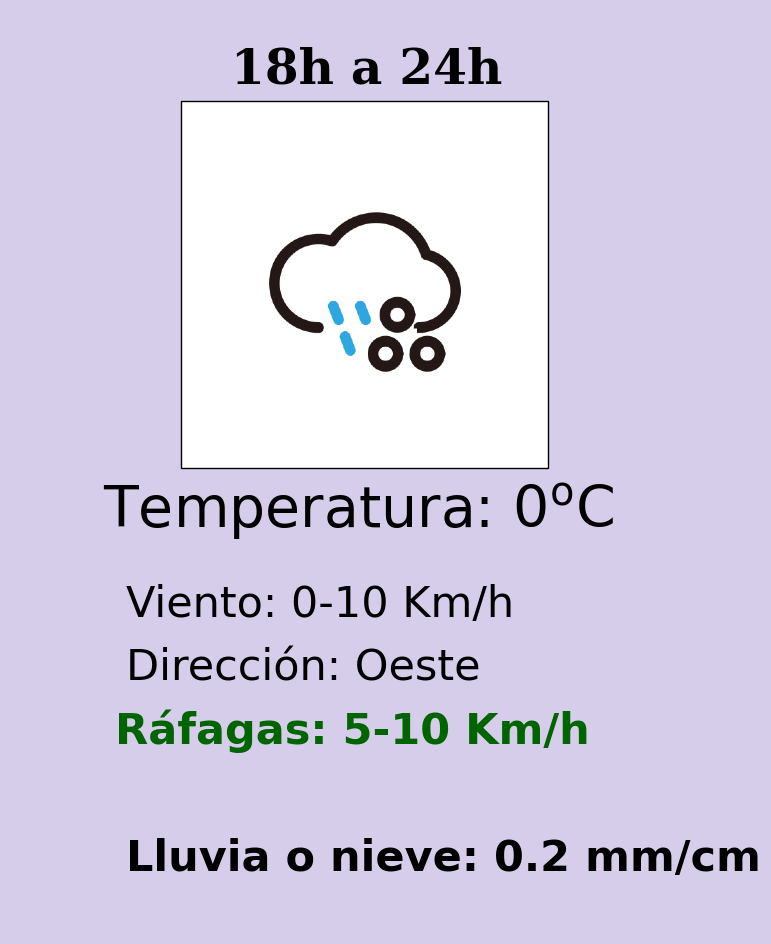 18h a 24h
Temperatura: 0ºC
Viento: 0-10 Km/h
Dirección: Oeste
Ráfagas: 5-10 Km/h
Lluvia o nieve: 0.2 mm/cm